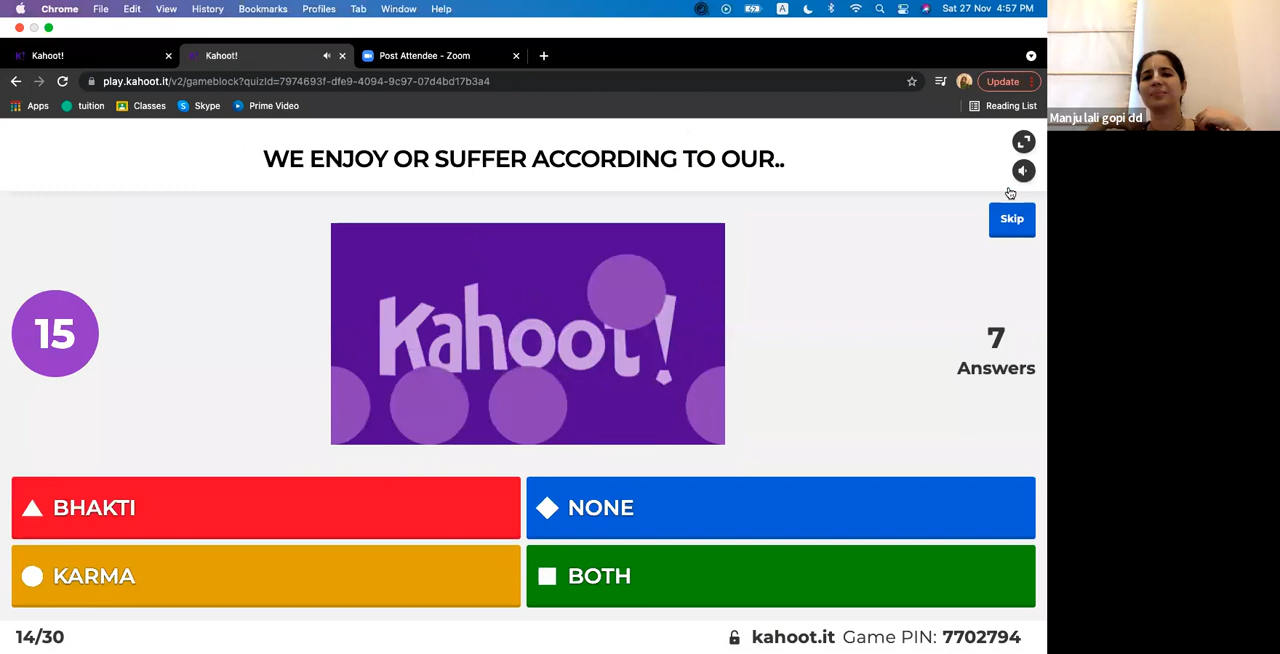 Chrome File Edit View History Bookmarks Profiles Tab Window Help A Sat 27 Nov 4:57 PM
K! Kahoot! Kahoot! Post Attendee - Zoom
play.kahoot.it/v2/gameblock?quizId=7974693f-dfe9-4094-9c97-07d4bd17b3a4 Update
Apps tuition Classes Skype Prime Video Reading List
Manju lali gopi dd
WE ENJOY OR SUFFER ACCORDING TO OUR..
Skip
15
Kahoot!
7
Answers
BHAKTI
NONE
KARMA
BOTH
14/30
kahoot.it Game PIN: 7702794